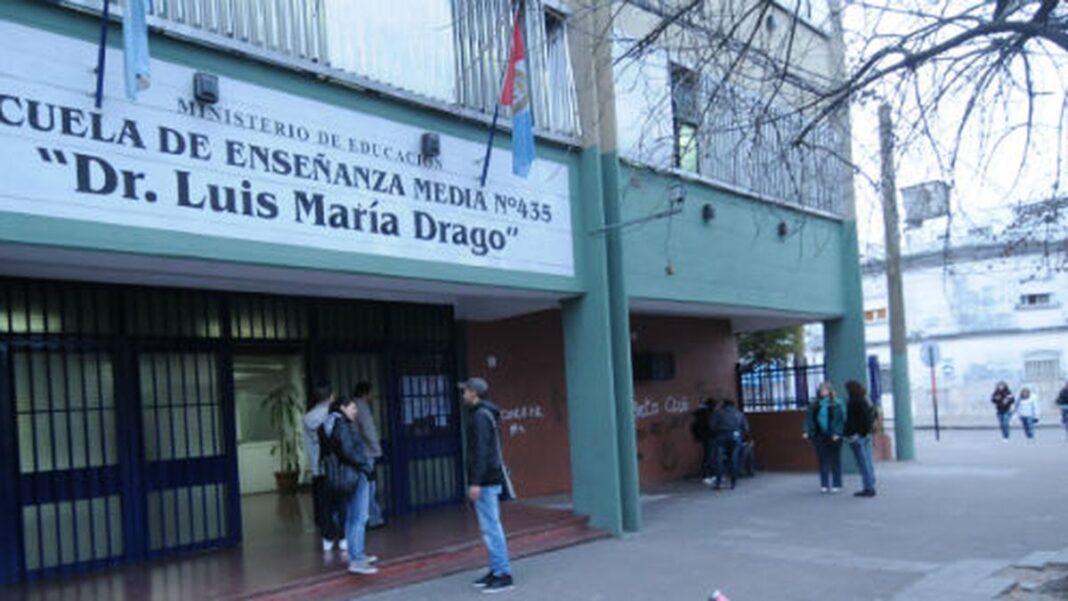 MINISTERIO DE EDUCACIÓN
CUELA DE ENSEÑANZA MEDIA Nº435
"Dr. Luis María Drago"